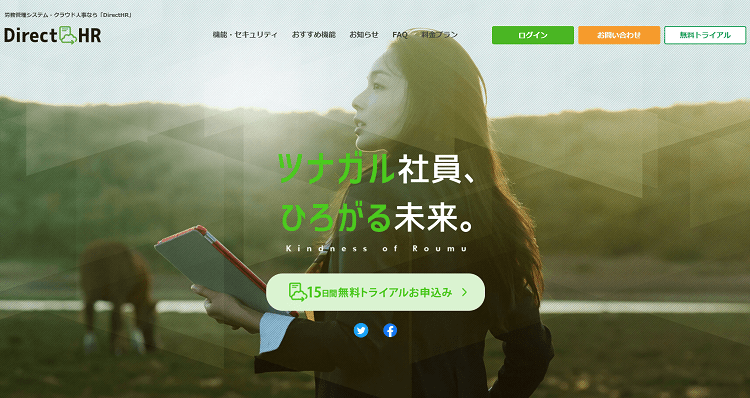 労務管理システム・クラウド人事なら「DirectHR」
DirectHR
機能・セキュリティ おすすめ機能 お知らせ FAQ 料金プラン
ログイン お問い合わせ 無料トライアル
ツナガル社員、
ひろがる未来。
Kindness of Roumu
15日間無料トライアルお申込み